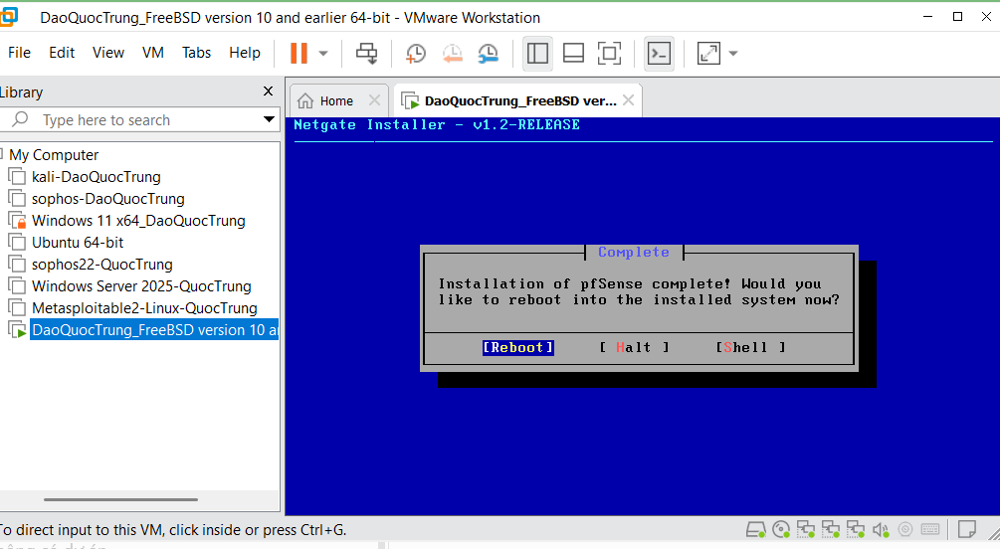 DaoQuocTrung_FreeBSD version 10 and earlier 64-bit - VMware Workstation
File Edit View VM Tabs Help
Library
Type here to search
Home
DaoQuocTrung_FreeBSD ver...
My Computer
kali-DaoQuocTrung
sophos-DaoQuocTrung
Windows 11 x64_DaoQuocTrung
Ubuntu 64-bit
sophos22-QuocTrung
Windows Server 2025-QuocTrung
Metasploitable2-Linux-QuocTrung
DaoQuocTrung_FreeBSD version 10 a
Netgate Installer - v1.2-RELEASE
Complete
Installation of pfSense complete! Would you
like to reboot into the installed system now?
[Reboot] [ Halt ] [Shell ]
To direct input to this VM, click inside or press Ctrl+G.